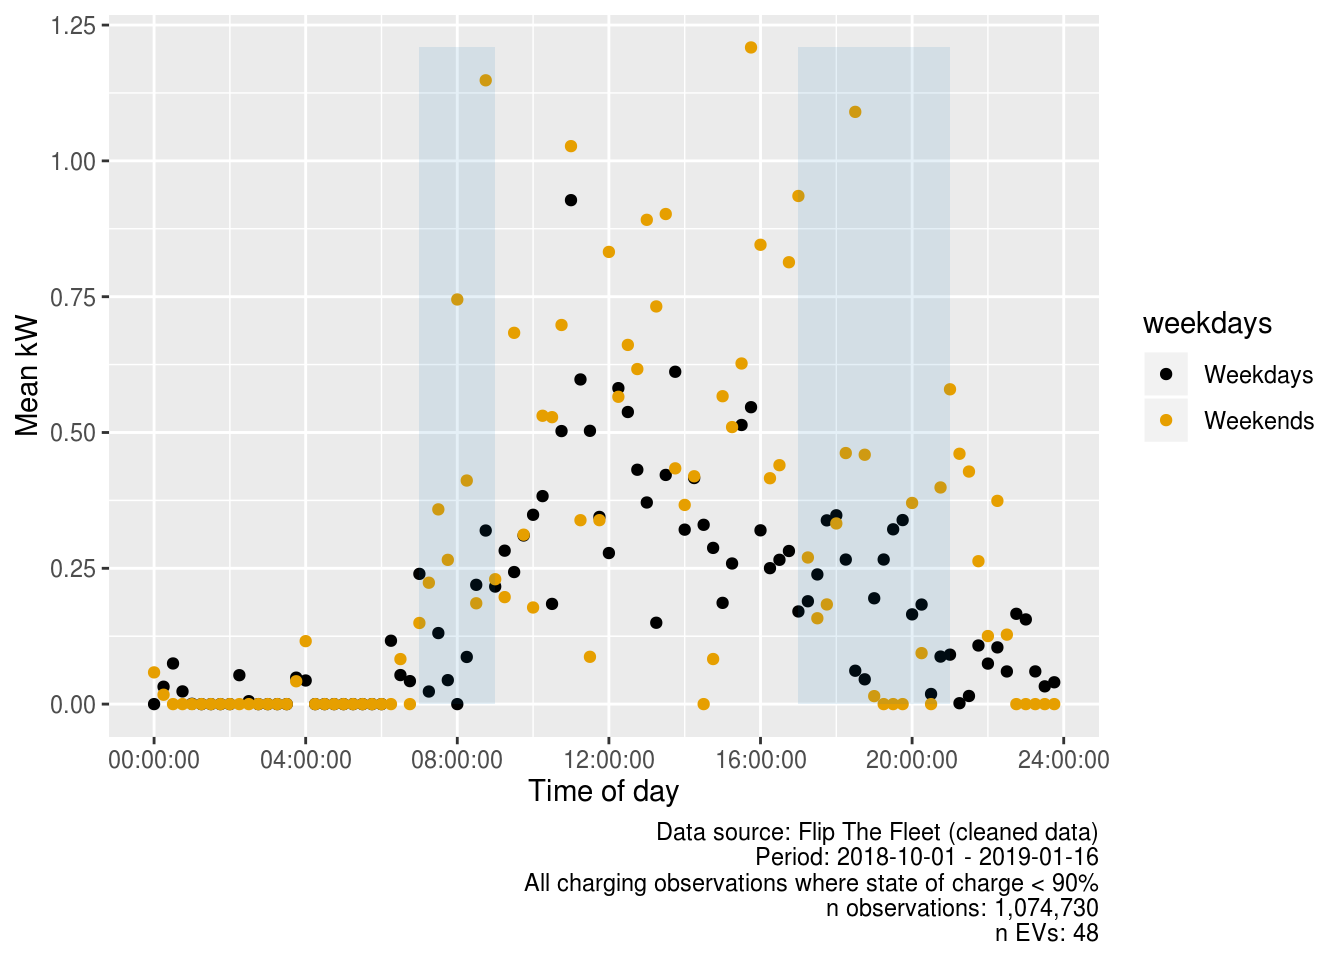 1.25
1.00
0.75
0.50
0.25
0.00
Mean kW
00:00:00 04:00:00 08:00:00 12:00:00 16:00:00 20:00:00 24:00:00
Time of day
weekdays
Weekdays
Weekends
Data source: Flip The Fleet (cleaned data)
Period: 2018-10-01 - 2019-01-16
All charging observations where state of charge < 90%
n observations: 1,074,730
n EVs: 48